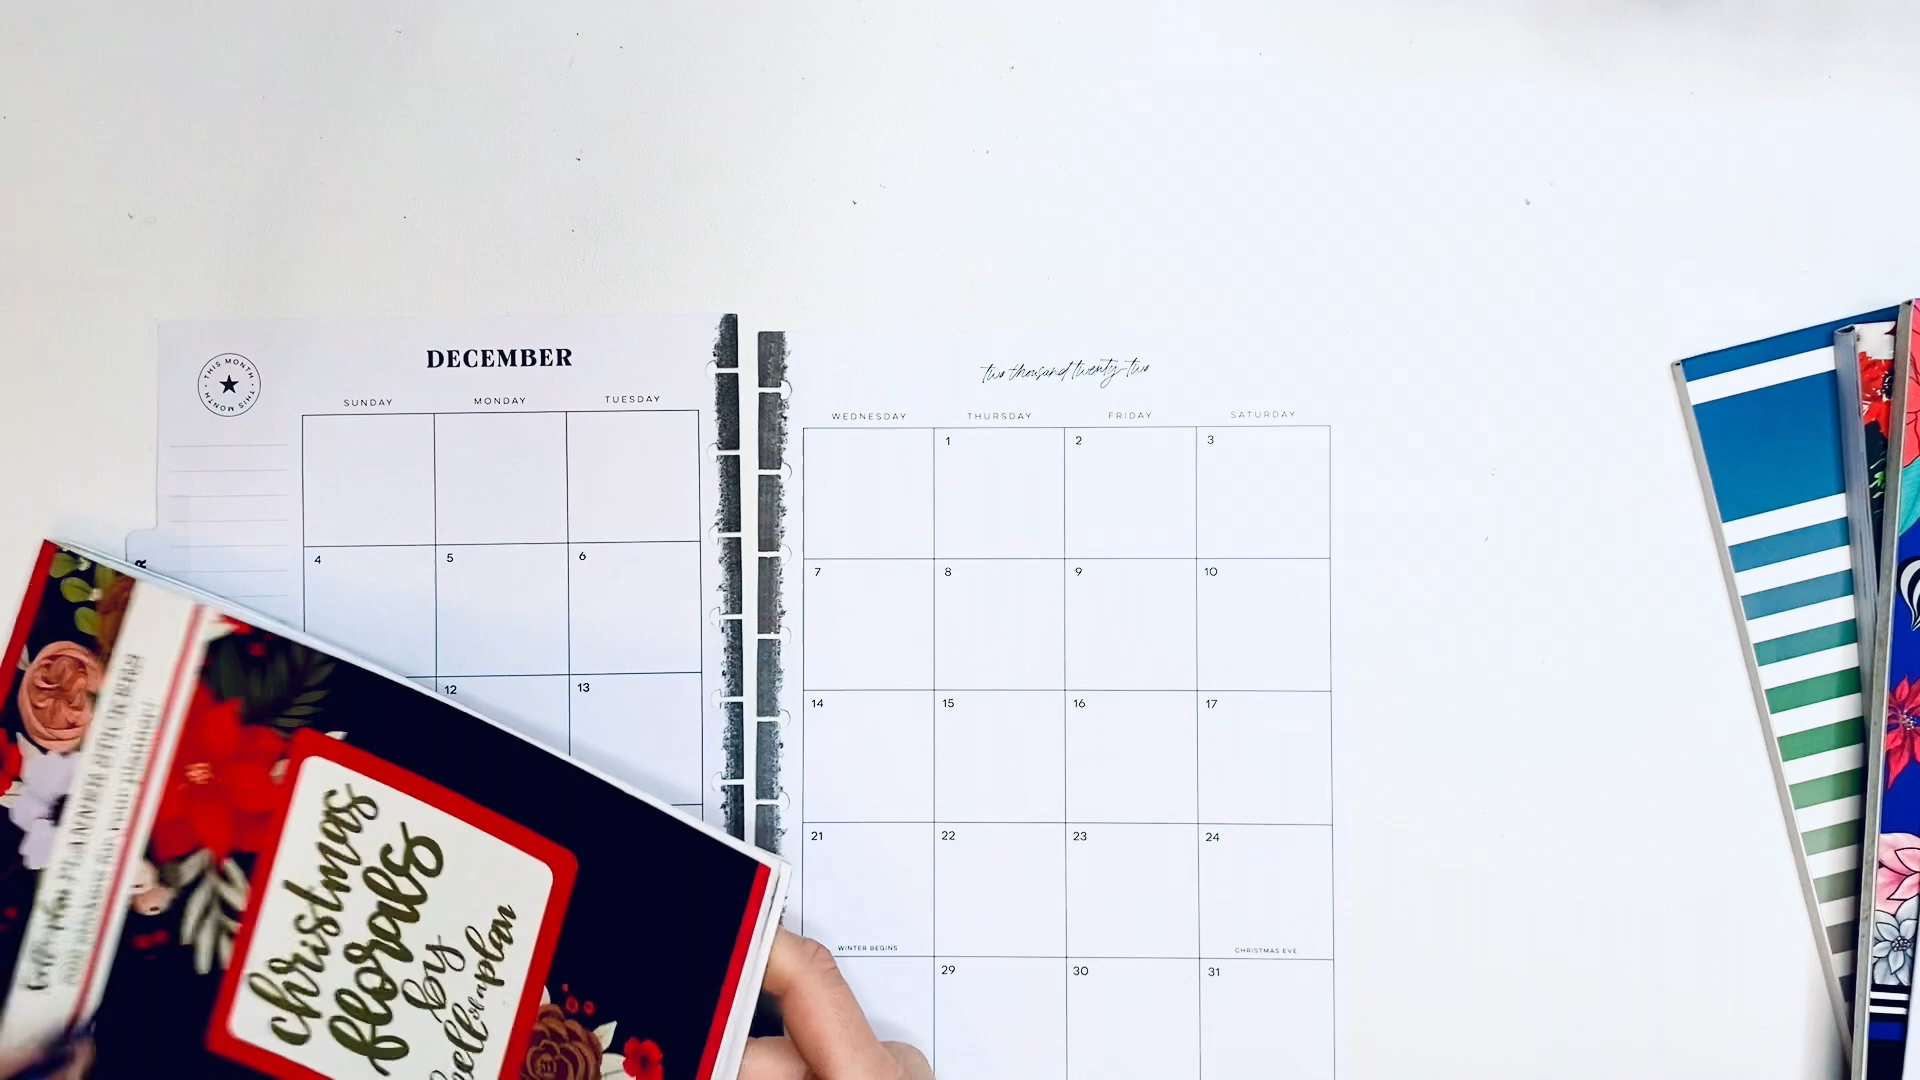 DECEMBER
two thousand twenty-two
THIS MONTH · THIS MONTH ·
SUNDAY MONDAY TUESDAY
WEDNESDAY THURSDAY FRIDAY SATURDAY
1 2 3
4 5 6
7 8 9 10
12 13
14 15 16 17
21 22 23 24
WINTER BEGINS
CHRISTMAS EVE
29 30 31
christmas
florals
by